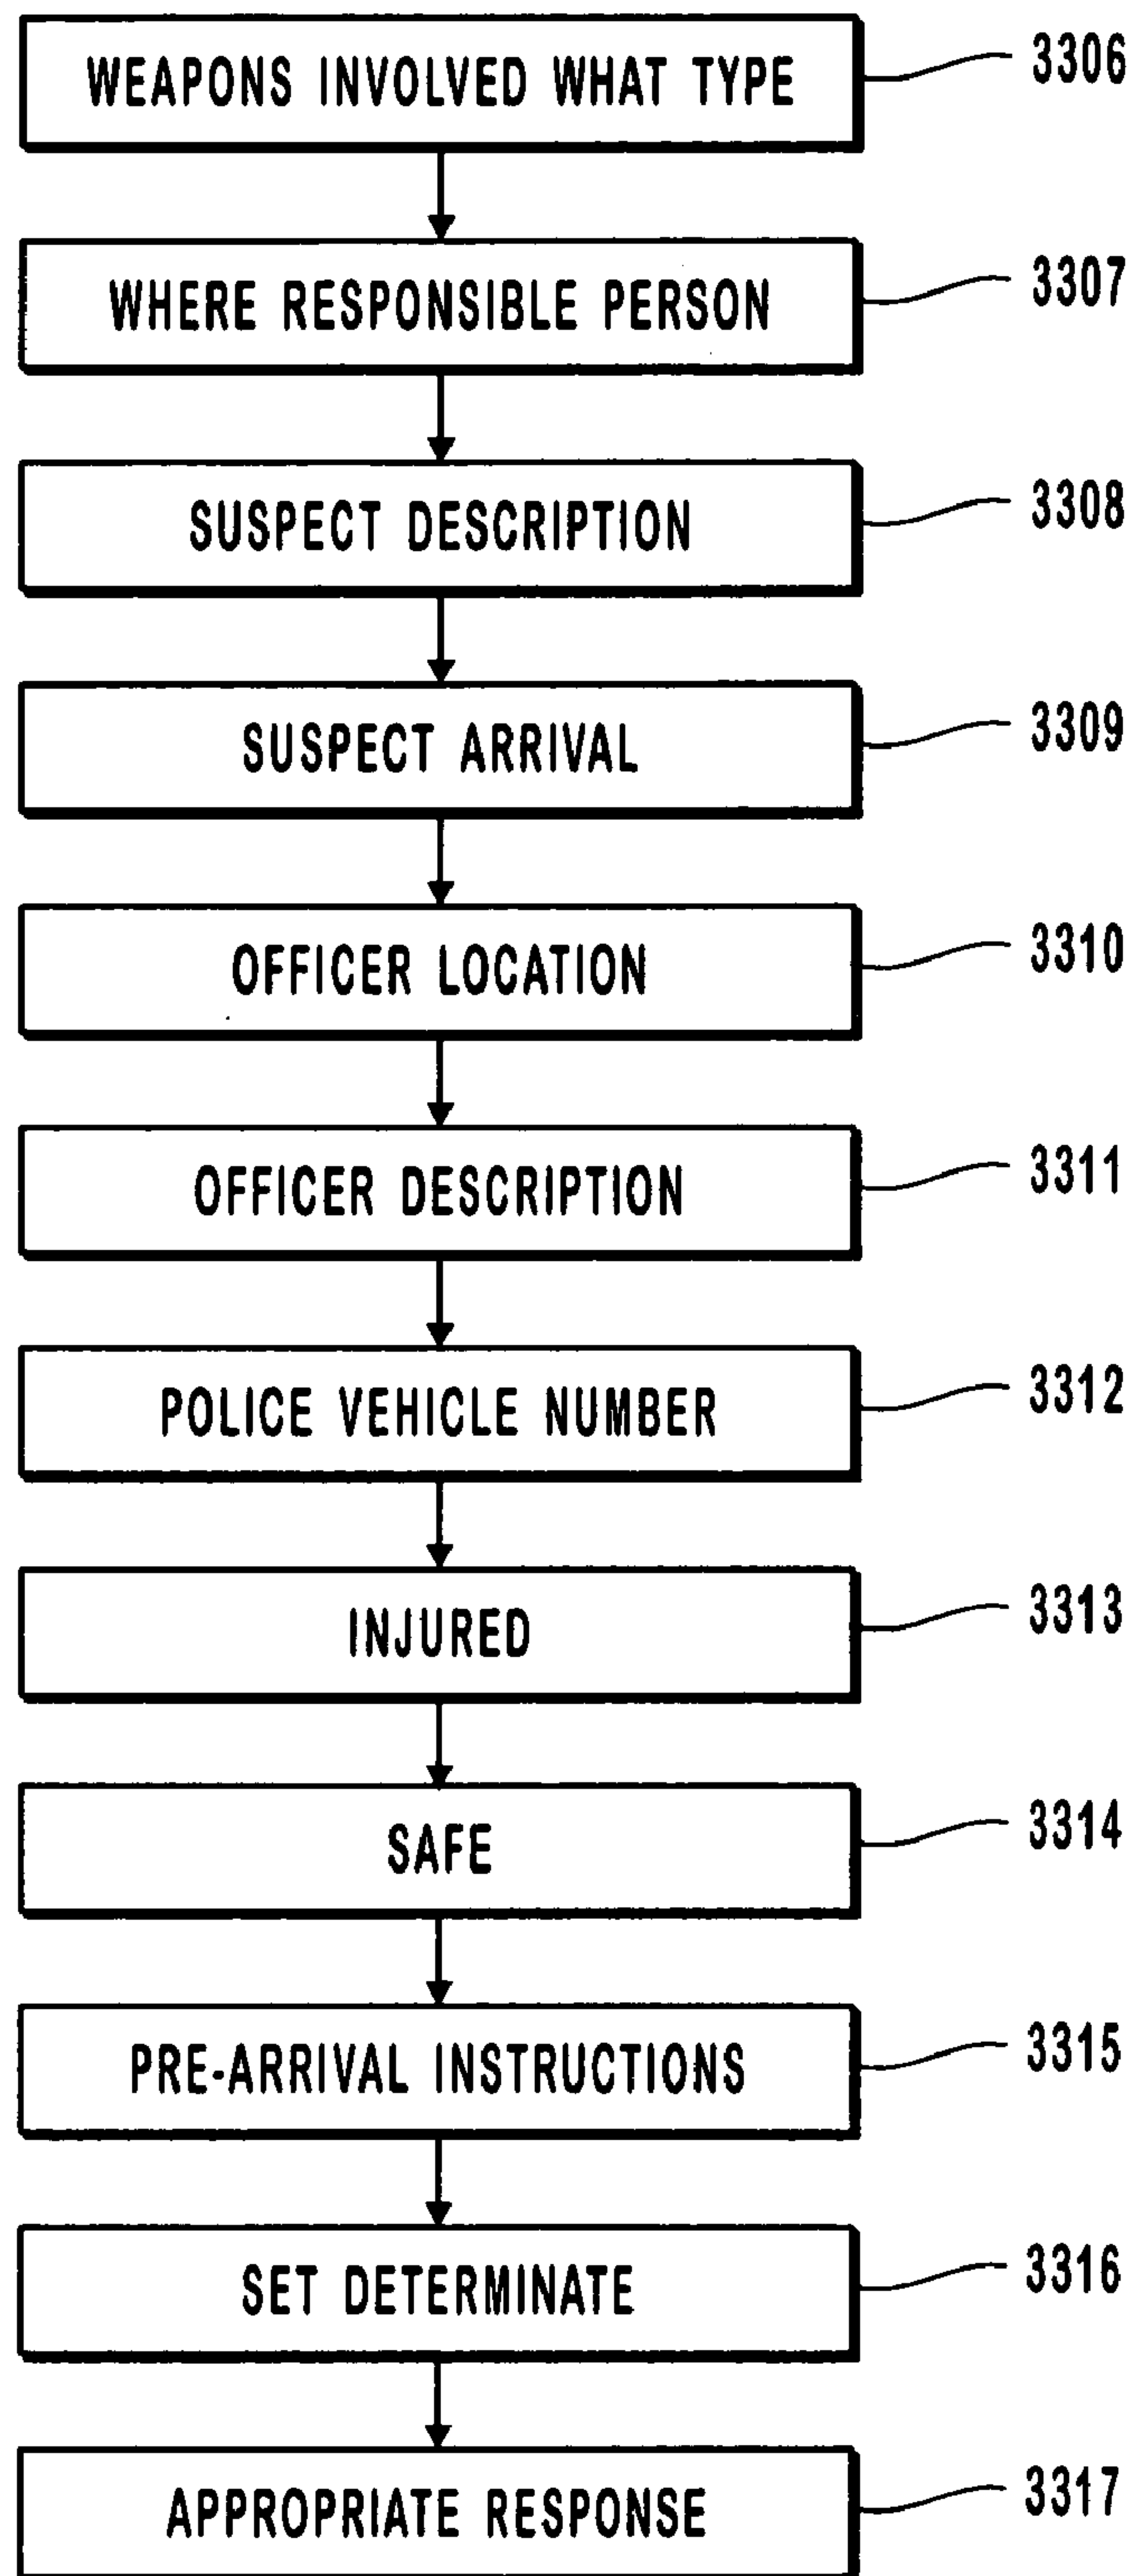 WEAPONS INVOLVED WHAT TYPE 3306
WHERE RESPONSIBLE PERSON 3307
SUSPECT DESCRIPTION 3308
SUSPECT ARRIVAL 3309
OFFICER LOCATION 3310
OFFICER DESCRIPTION 3311
POLICE VEHICLE NUMBER 3312
INJURED 3313
SAFE 3314
PRE-ARRIVAL INSTRUCTIONS 3315
SET DETERMINATE 3316
APPROPRIATE RESPONSE 3317